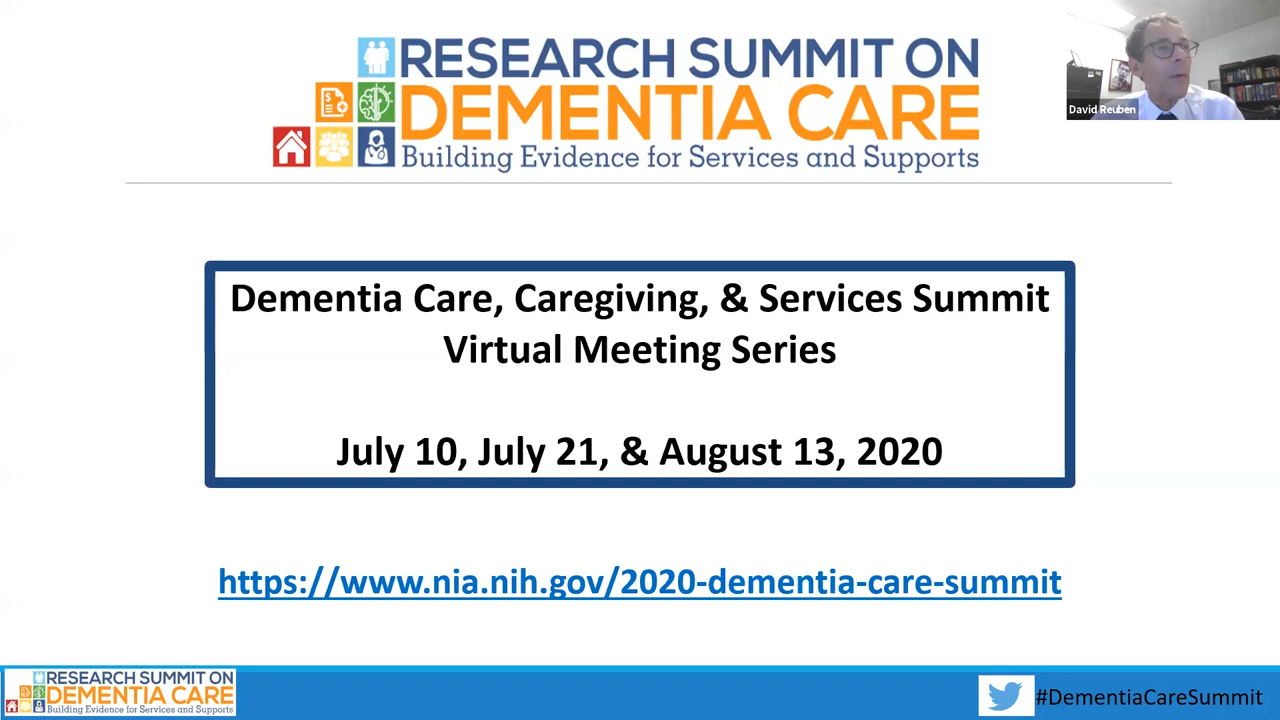 RESEARCH SUMMIT ON
DEMENTIA CARE
Building Evidence for Services and Supports
David Reuben
Dementia Care, Caregiving, & Services Summit
Virtual Meeting Series
July 10, July 21, & August 13, 2020
https://www.nia.nih.gov/2020-dementia-care-summit
RESEARCH SUMMIT ON
DEMENTIA CARE
Building Evidence for Services and Supports
#DementiaCareSummit